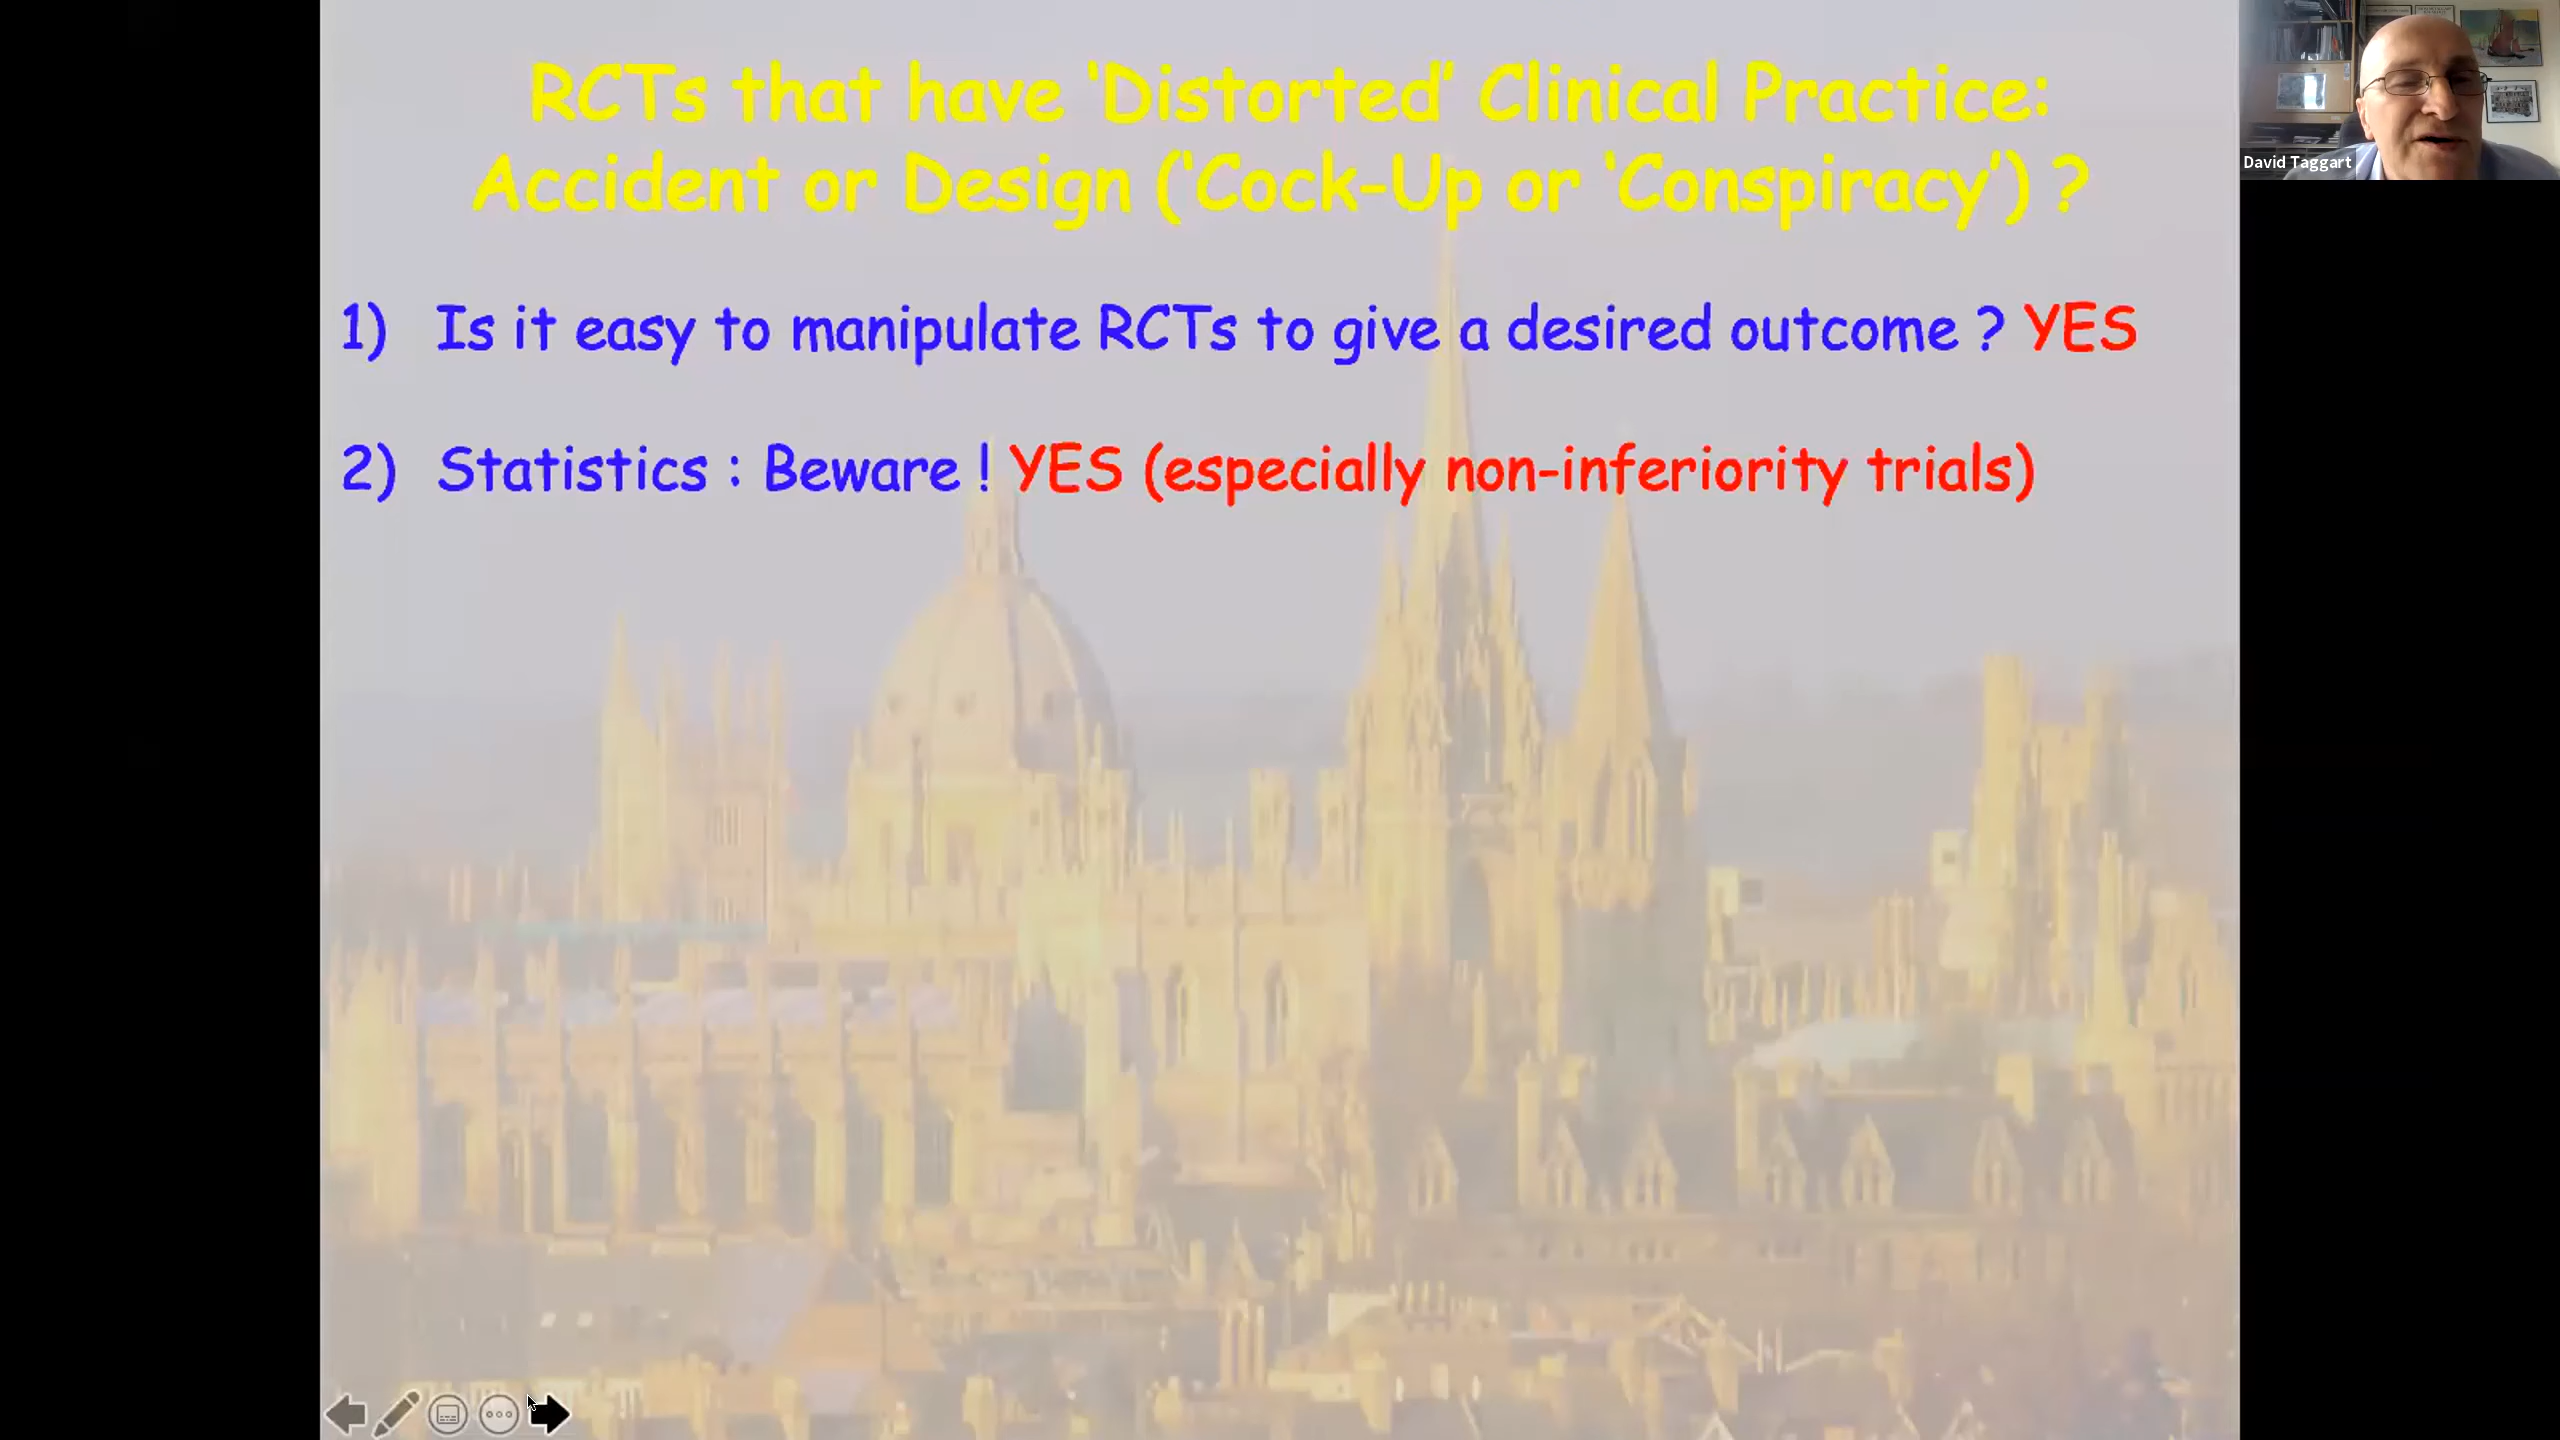 RCTs that have ‘Distorted’ Clinical Practice:
Accident or Design (‘Cock-Up or ‘Conspiracy’) ?
1) Is it easy to manipulate RCTs to give a desired outcome ? YES
2) Statistics : Beware ! YES (especially non-inferiority trials)
David Taggart